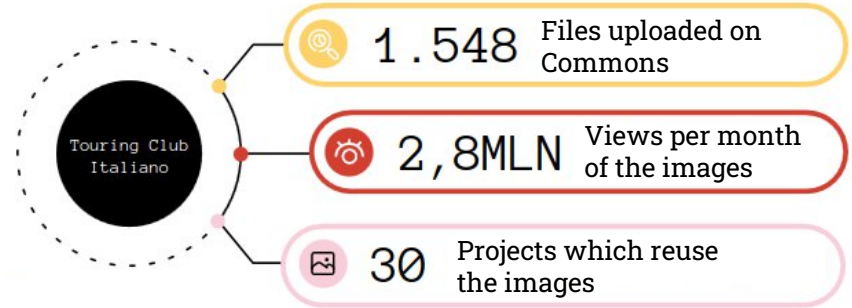 Touring Club
Italiano
1.548
Files uploaded on
Commons
2,8MLN
Views per month
of the images
30
Projects which reuse
the images